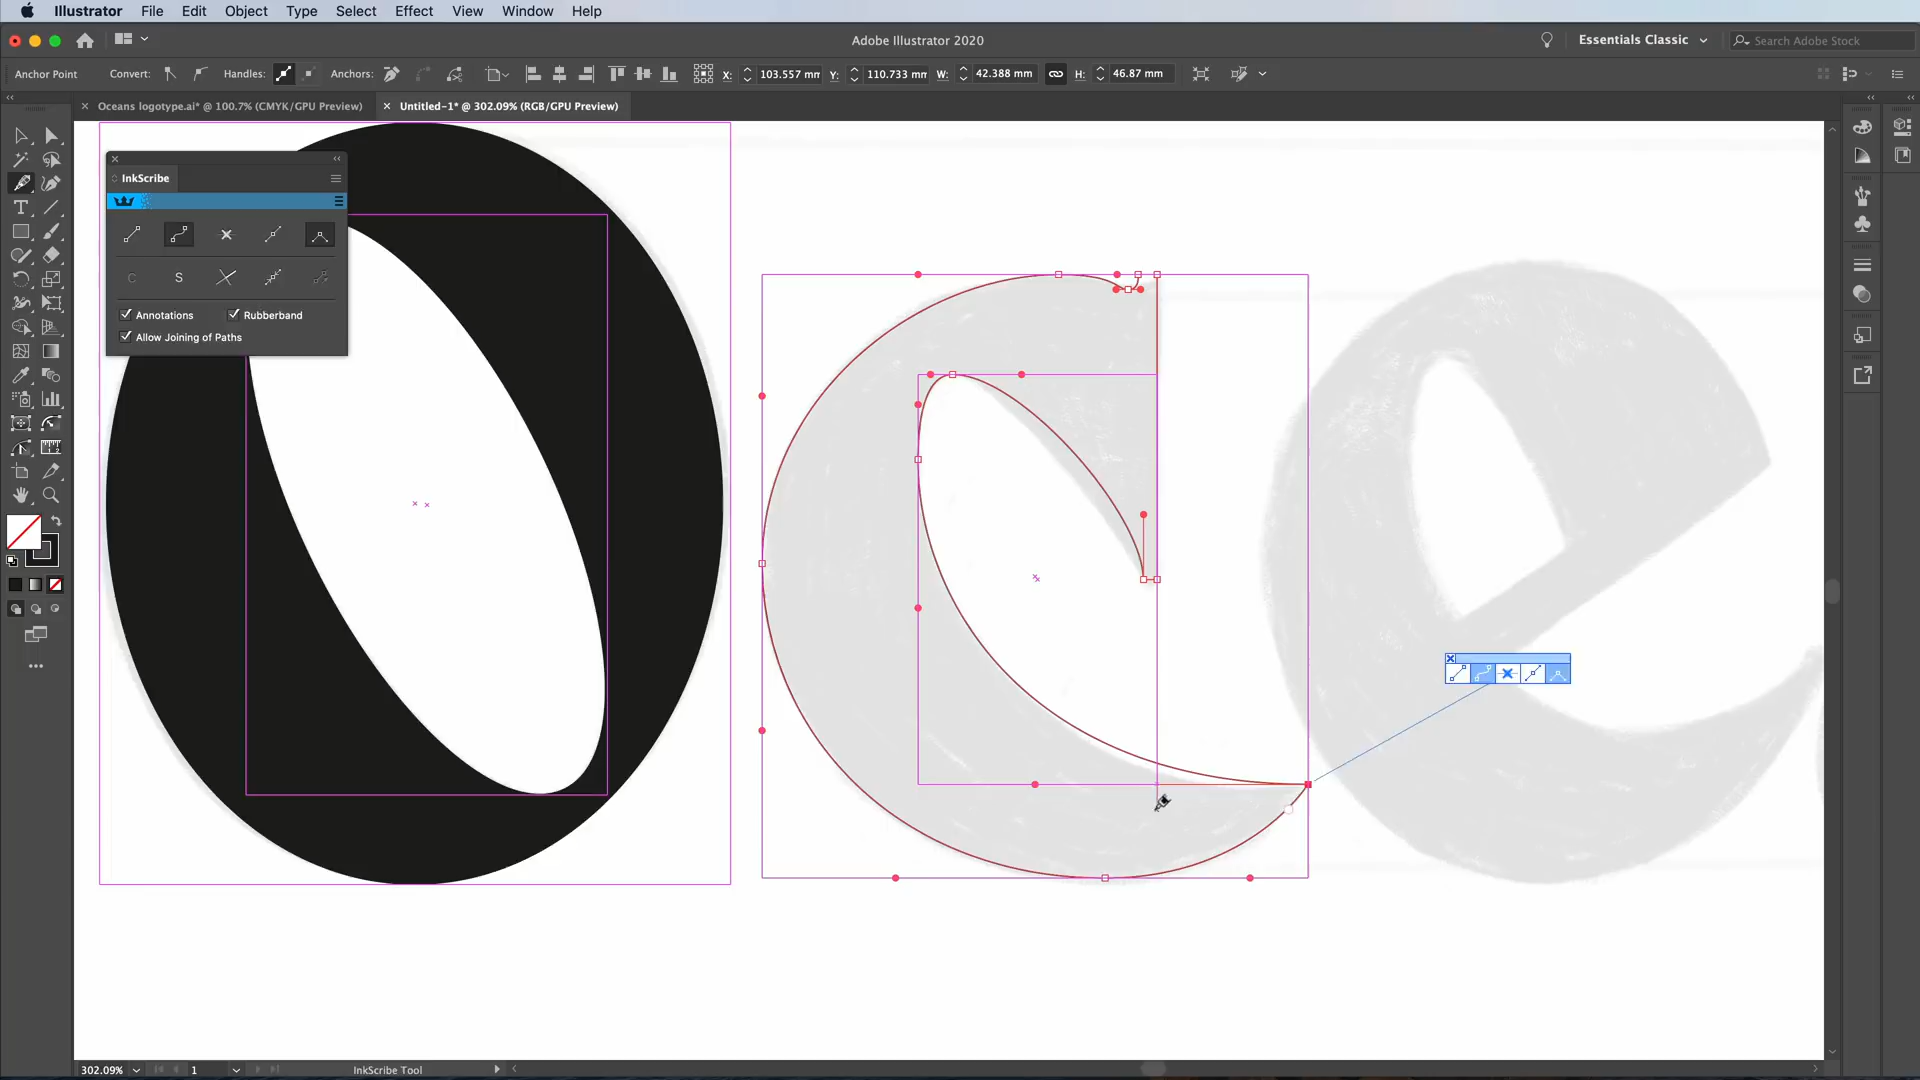 Illustrator File Edit Object Type Select Effect View Window Help
Adobe Illustrator 2020
Essentials Classic
Search Adobe Stock
Anchor Point Convert: Handles: Anchors: X: 103.557 mm Y: 110.733 mm W: 42.388 mm H: 46.87 mm
Oceans logotype.ai* @ 100.7% (CMYK/GPU Preview)
Untitled-1* @ 302.09% (RGB/GPU Preview)
InkScribe
C S
Annotations Rubberband
Allow Joining of Paths
O c e
302.09% 1 InkScribe Tool